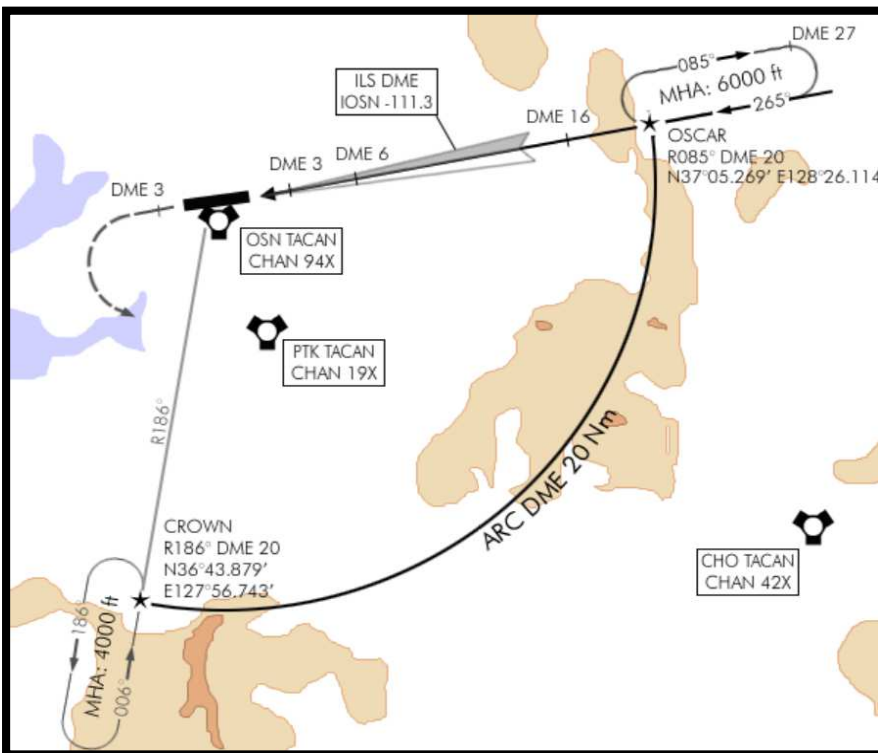 DME 27
085°
MHA: 6000 ft
265°
ILS DME
IOSN -111.3
DME 16
OSCAR
R085° DME 20
N37°05.269' E128°26.114
DME 6
DME 3
DME 3
OSN TACAN
CHAN 94X
PTK TACAN
CHAN 19X
R186°
ARC DME 20 Nm
CROWN
R186° DME 20
N36°43.879'
E127°56.743'
CHO TACAN
CHAN 42X
186°
MHA: 4000 ft
006°